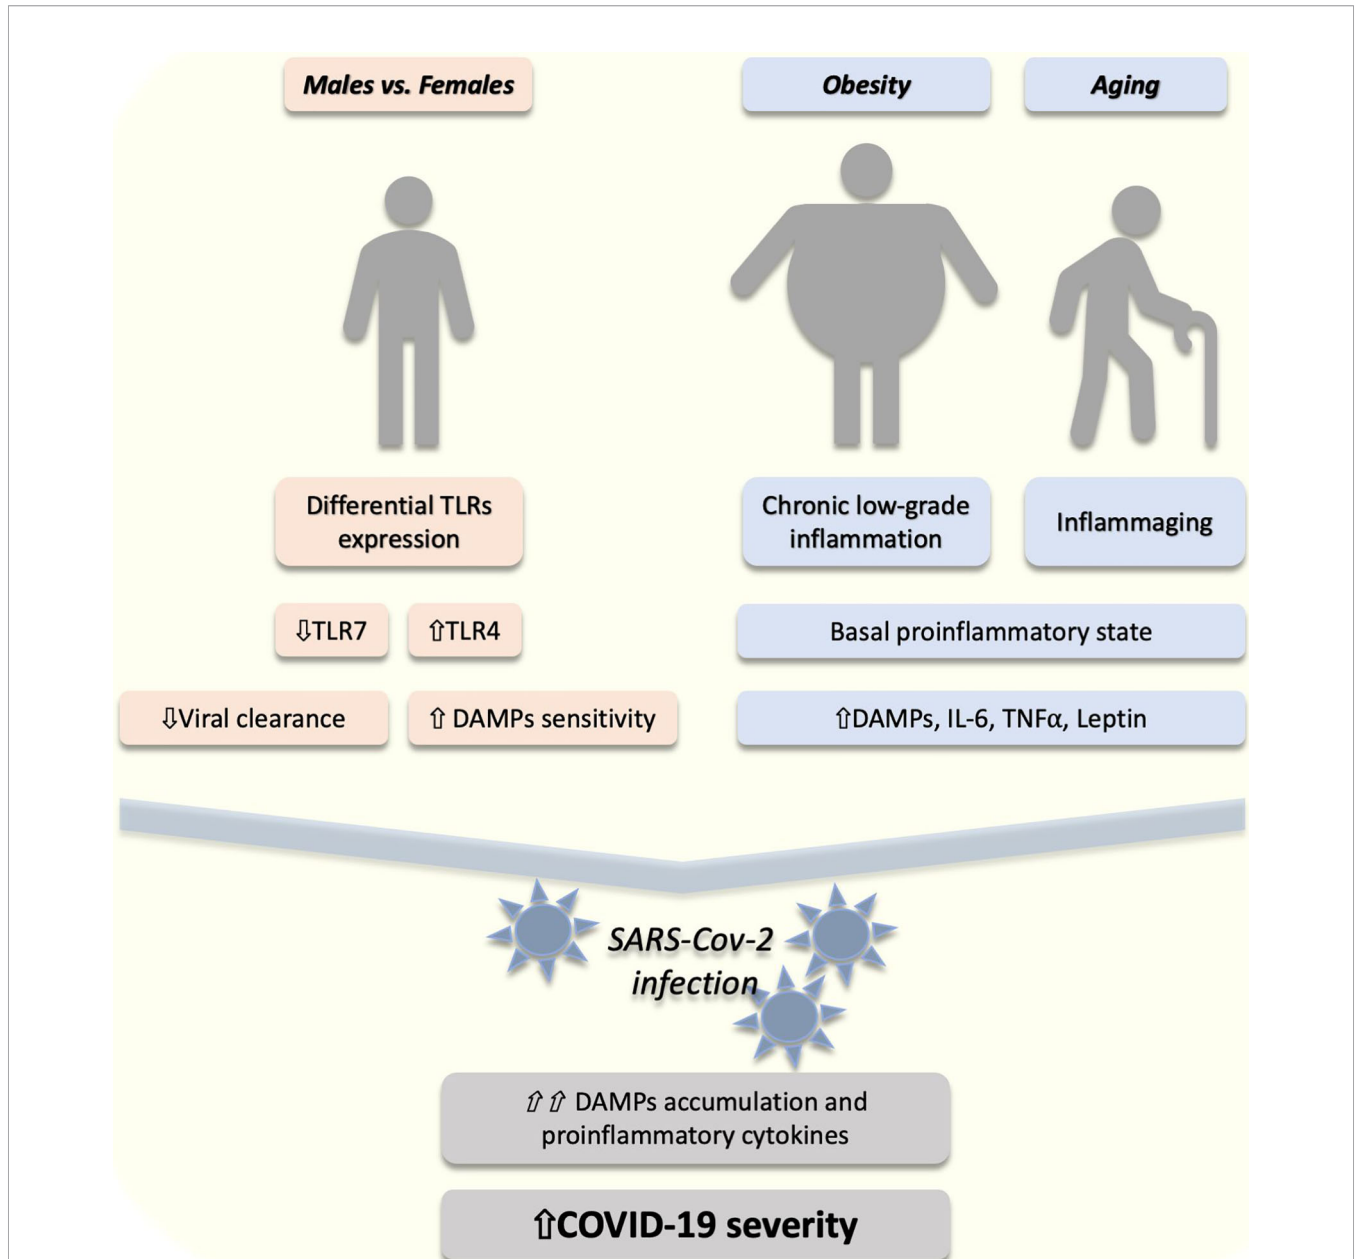 Males vs. Females
Obesity
Aging
Differential TLRs
expression
Chronic low-grade
inflammation
Inflammaging
⇩TLR7
⇧TLR4
Basal proinflammatory state
⇩Viral clearance
⇧ DAMPs sensitivity
⇧DAMPs, IL-6, TNFα, Leptin
SARS-Cov-2
infection
⇧⇧ DAMPs accumulation and
proinflammatory cytokines
⇧COVID-19 severity